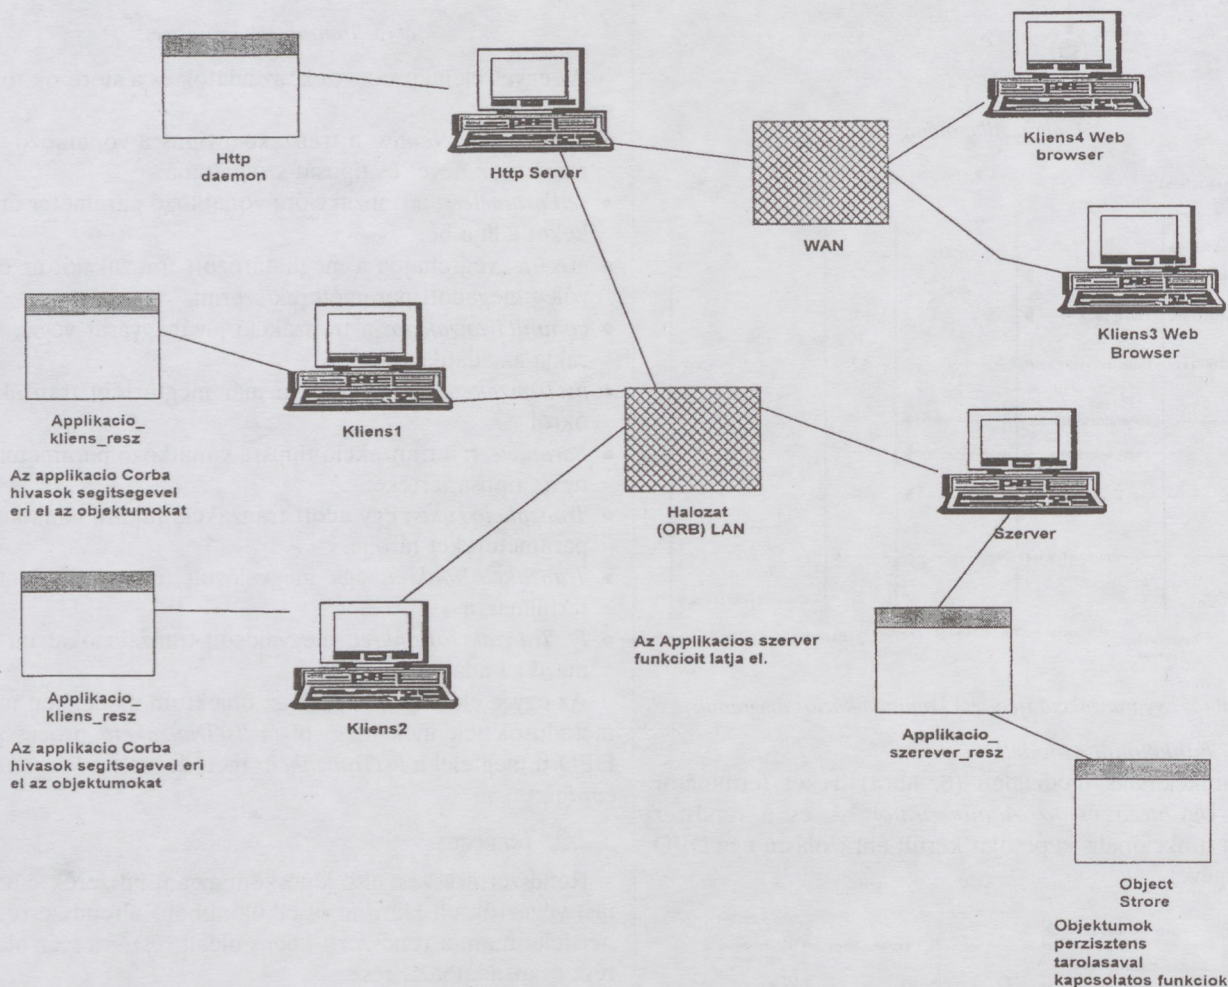 Http
daemon
Http Server
Kliens4 Web
browser
WAN
Kliens3 Web
Browser
Applikacio_
kliens_resz
Kliens1
Az applikacio Corba
hivasok segitsegevel
eri el az objektumokat
Halozat
(ORB) LAN
Szerver
Applikacio_
kliens_resz
Kliens2
Az applikacio Corba
hivasok segitsegevel eri
el az objektumokat
Az Applikacios szerver
funkcioit latja el.
Applikacio_
szerever_resz
Object
Strore
Objektumok
perzisztens
tarolasaval
kapcsolatos funkciok